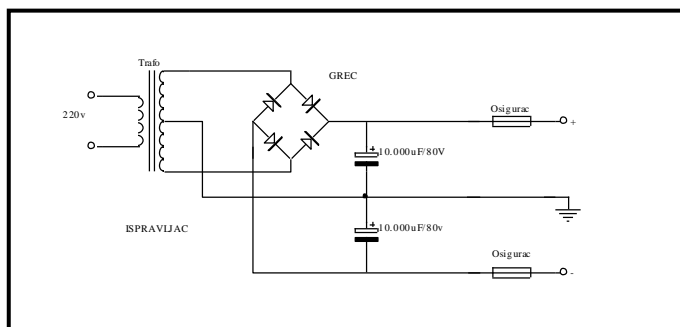 Trafo
GREC
220v
Osigurac
+
+
10.000uF/80V
ISPRAVLJAC
+
10.000uF/80v
Osigurac
-